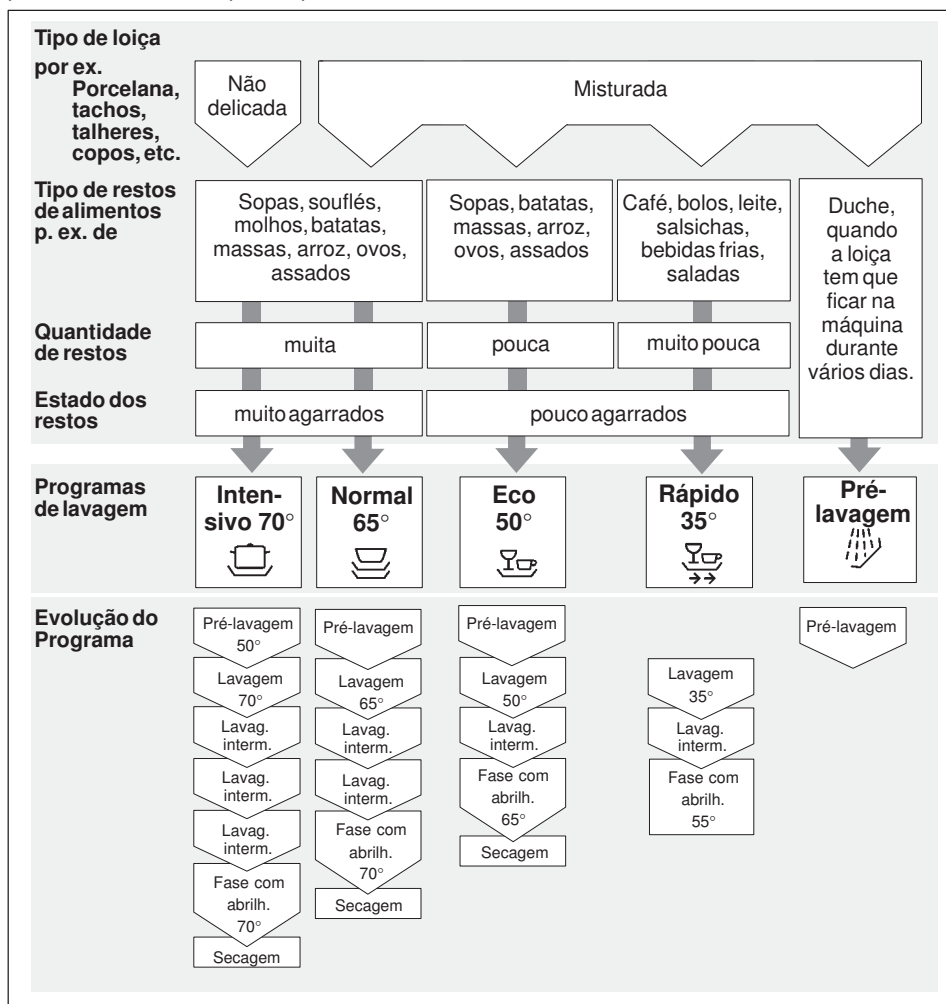 Tipo de loiça
por ex.
Porcelana,
tachos,
talheres,
copos, etc.
Não
delicada
Misturada
Tipo de restos
de alimentos
p. ex. de
Sopas, souflés,
molhos, batatas,
massas, arroz, ovos,
assados
Sopas, batatas,
massas, arroz,
ovos, assados
Café, bolos, leite,
salsichas,
bebidas frias,
saladas
Duche,
quando
a loiça
tem que
ficar na
máquina
durante
vários dias.
Quantidade
de restos
muita
pouca
muito pouca
Estado dos
restos
muito agarrados
pouco agarrados
Programas
de lavagem
Inten-
sivo 70°
Normal
65°
Eco
50°
Rápido
35°
Pré-
lavagem
Evolução do
Programa
Pré-lavagem
50°
Lavagem
70°
Lavag.
interm.
Lavag.
interm.
Lavag.
interm.
Fase com
abrilh.
70°
Secagem
Pré-lavagem
Lavagem
65°
Lavag.
interm.
Lavag.
interm.
Fase com
abrilh.
70°
Secagem
Pré-lavagem
Lavagem
50°
Lavag.
interm.
Fase com
abrilh.
65°
Secagem
Lavagem
35°
Lavag.
interm.
Fase com
abrilh.
55°
Pré-lavagem